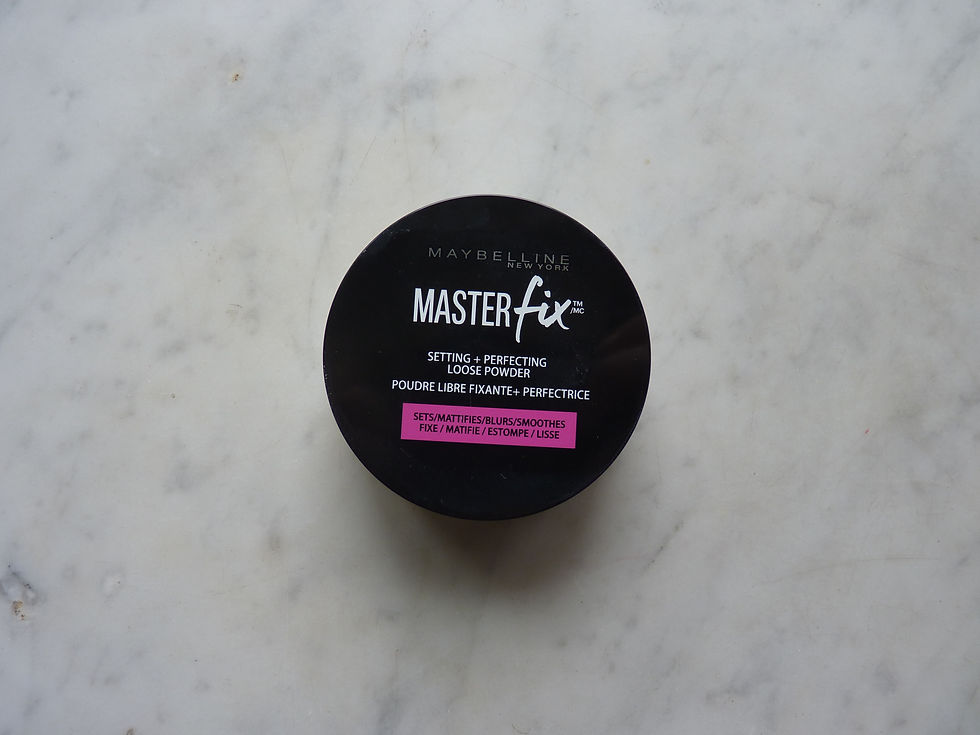 MAYBELLINE
NEW YORK
MASTER fix™/MC
SETTING + PERFECTING
LOOSE POWDER
POUDRE LIBRE FIXANTE+ PERFECTRICE
SETS/MATTIFIES/BLURS/SMOOTHES
FIXE / MATIFIE / ESTOMPE / LISSE